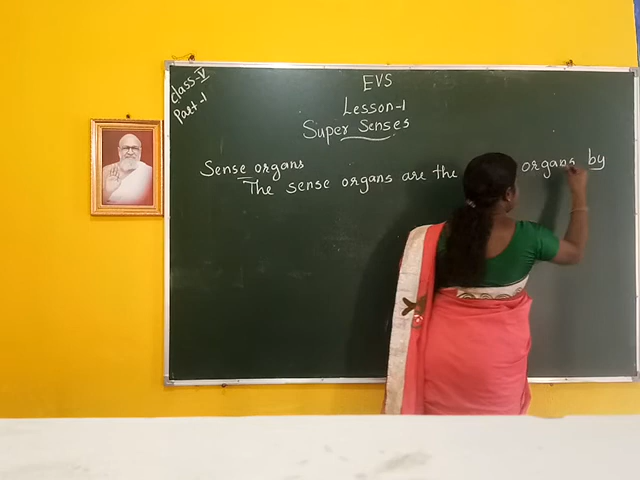 Class-V
Part-1
EVS
Lesson-1
Super Senses
Sense organs
The sense organs are the organs by